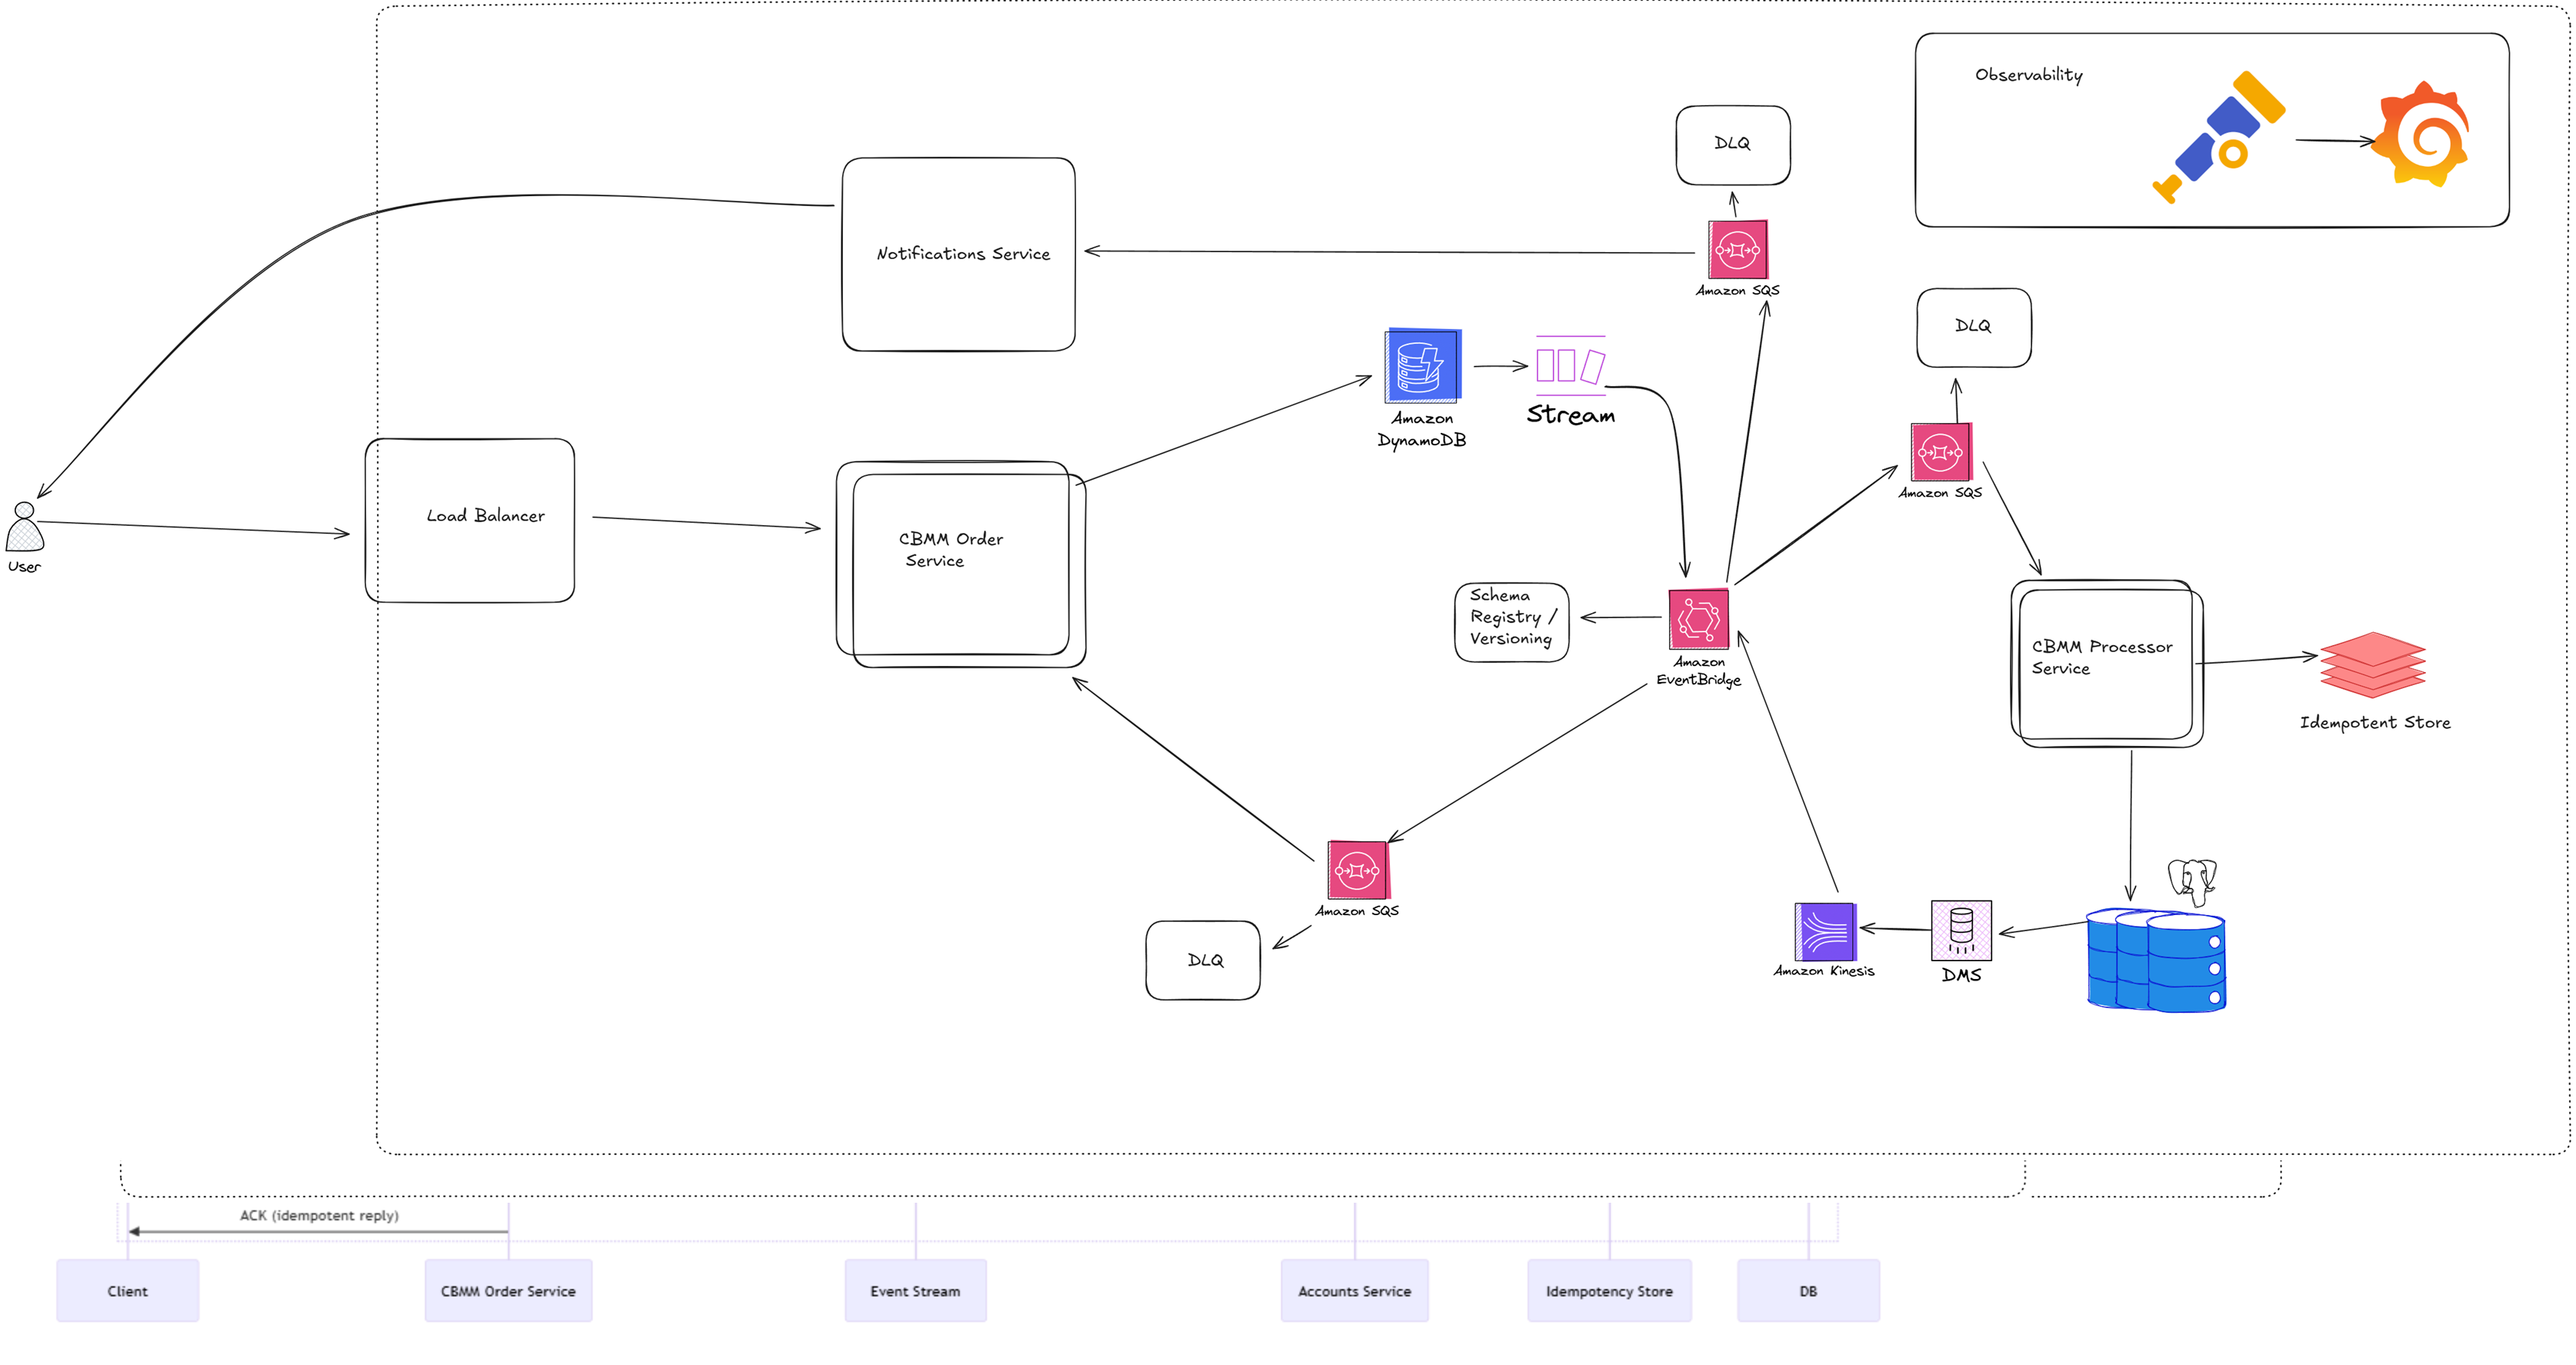 Observability
DLQ
Notifications Service
Amazon SQS
DLQ
Amazon
DynamoDB
Stream
Amazon SQS
Load Balancer
CBMM Order
Service
User
Schema
Registry /
Versioning
Amazon
EventBridge
CBMM Processor
Service
Idempotent Store
Amazon SQS
DLQ
Amazon Kinesis
DMS
ACK (idempotent reply)
Client
CBMM Order Service
Event Stream
Accounts Service
Idempotency Store
DB